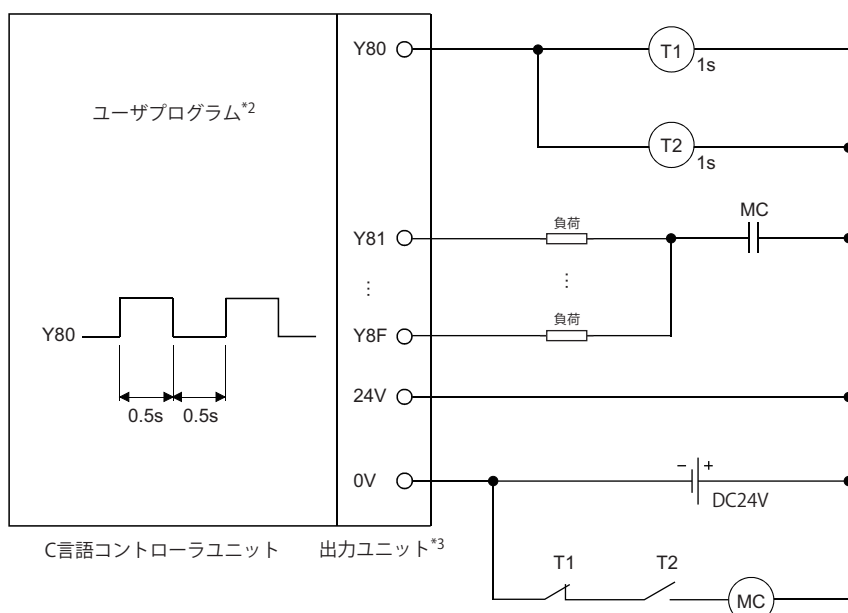 Y80
T1
1s
ユーザプログラム*2
T2
1s
MC
Y81
負荷
⋮
⋮
Y80
Y8F
負荷
0.5s
0.5s
24V
0V
− +
DC24V
C言語コントローラユニット
出力ユニット*3
T1
T2
MC